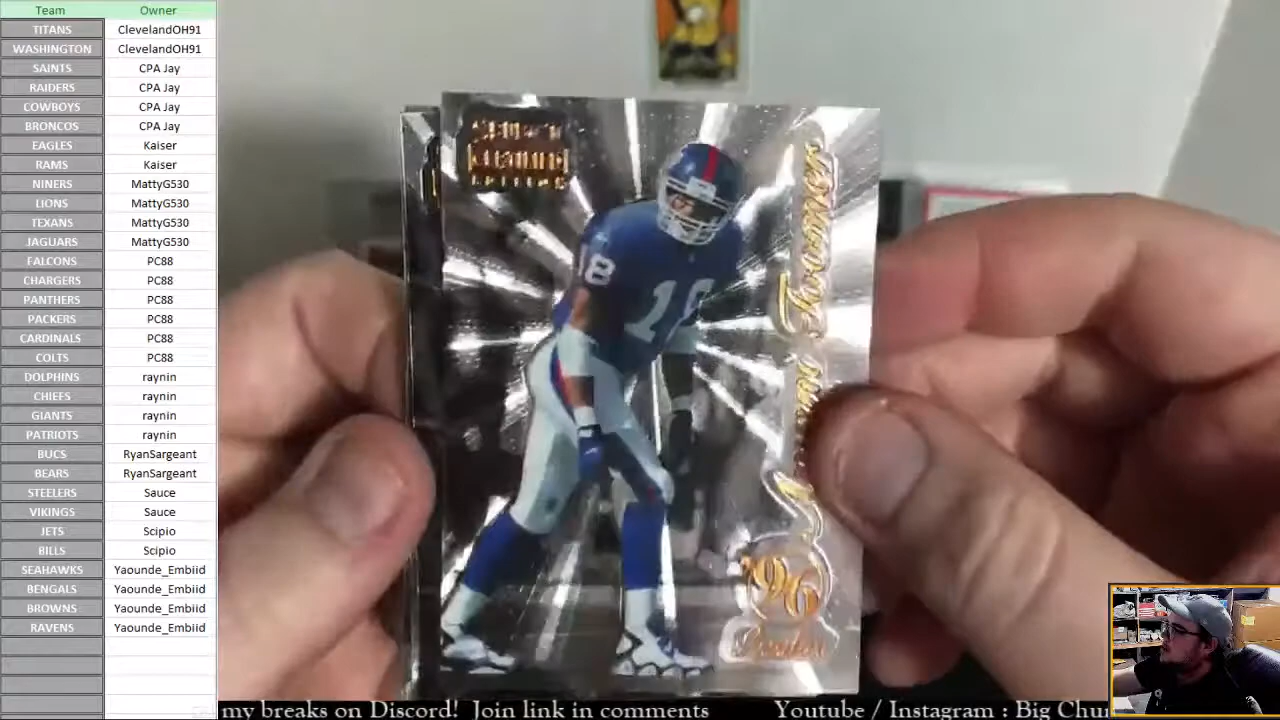 Team Owner
TITANS ClevelandOH91
WASHINGTON ClevelandOH91
SAINTS CPA Jay
RAIDERS CPA Jay
COWBOYS CPA Jay
BRONCOS CPA Jay
EAGLES Kaiser
RAMS Kaiser
NINERS MattyG530
LIONS MattyG530
TEXANS MattyG530
JAGUARS MattyG530
FALCONS PC88
CHARGERS PC88
PANTHERS PC88
PACKERS PC88
CARDINALS PC88
COLTS PC88
DOLPHINS raynin
CHIEFS raynin
GIANTS raynin
PATRIOTS raynin
BUCS RyanSargeant
BEARS RyanSargeant
STEELERS Sauce
VIKINGS Sauce
JETS Scipio
BILLS Scipio
SEAHAWKS Yaounde_Embiid
BENGALS Yaounde_Embiid
BROWNS Yaounde_Embiid
RAVENS Yaounde_Embiid
18
18
'96
my breaks on Discord! Join link in comments Youtube / Instagram : Big